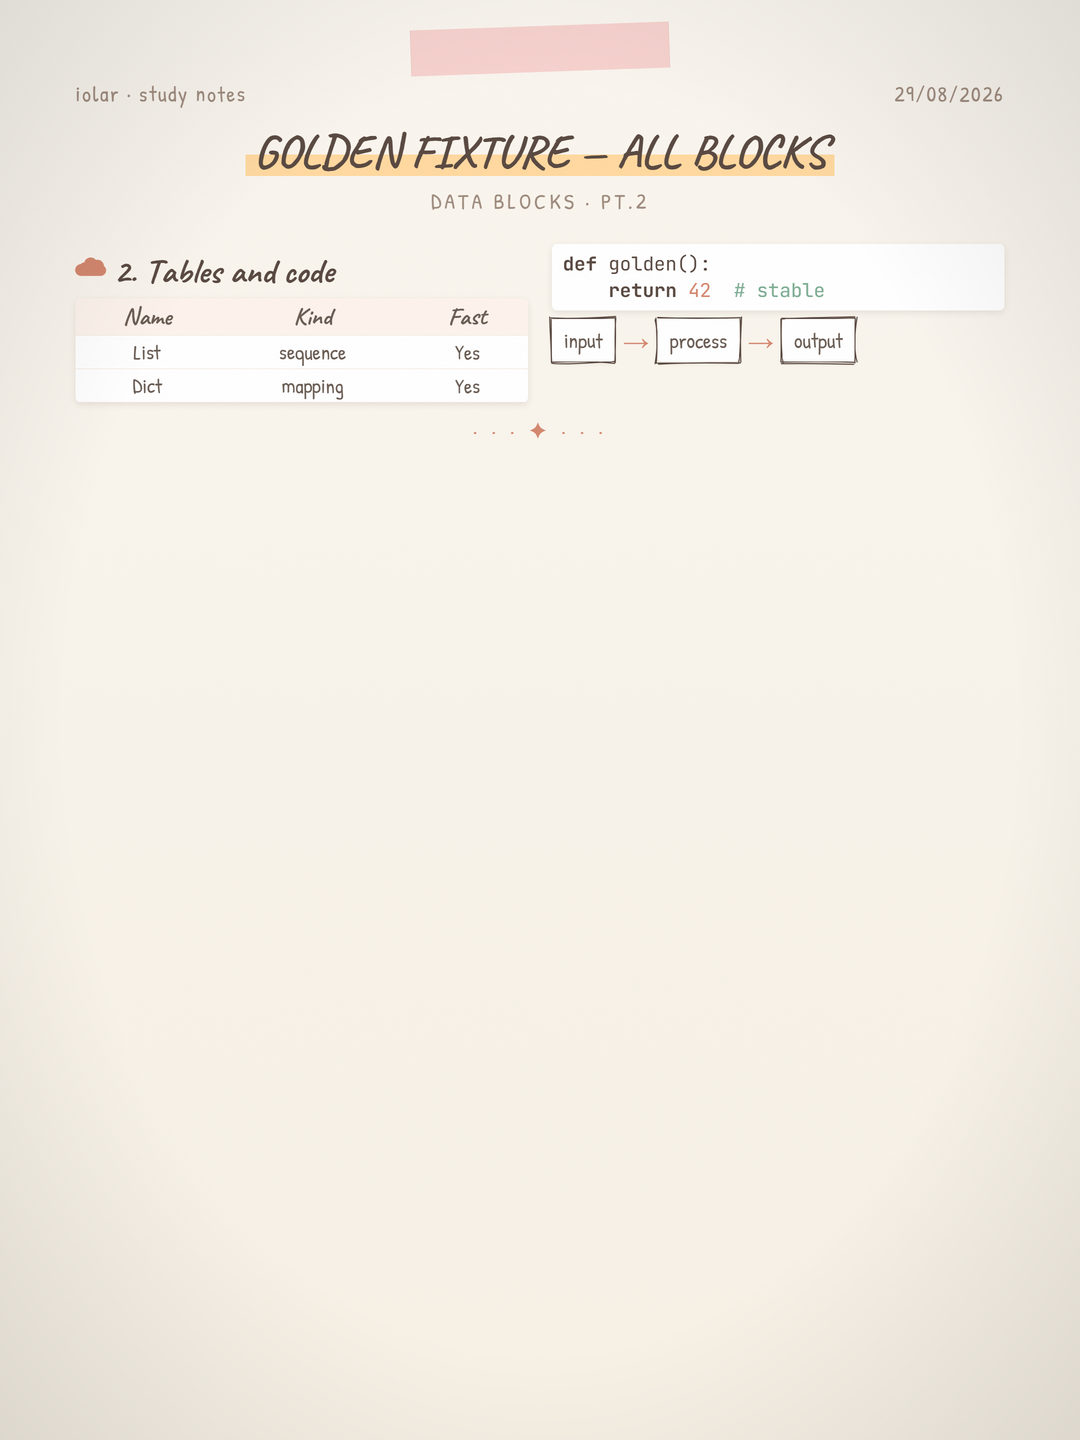 iolar · study notes
29/08/2026
GOLDEN FIXTURE – ALL BLOCKS
DATA BLOCKS · PT.2
2. Tables and code
Name Kind Fast
List sequence Yes
Dict mapping Yes
def golden():
    return 42  # stable
input → process → output